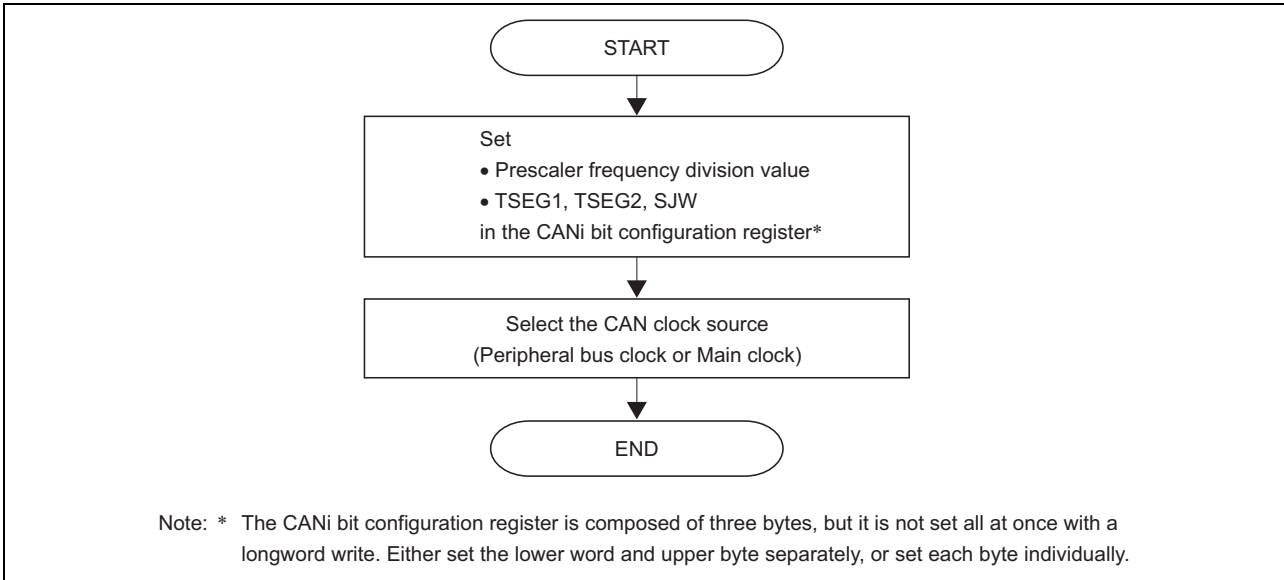 START
Set
• Prescaler frequency division value
• TSEG1, TSEG2, SJW
in the CANi bit configuration register*
Select the CAN clock source
(Peripheral bus clock or Main clock)
END
Note: * The CANi bit configuration register is composed of three bytes, but it is not set all at once with a
longword write. Either set the lower word and upper byte separately, or set each byte individually.